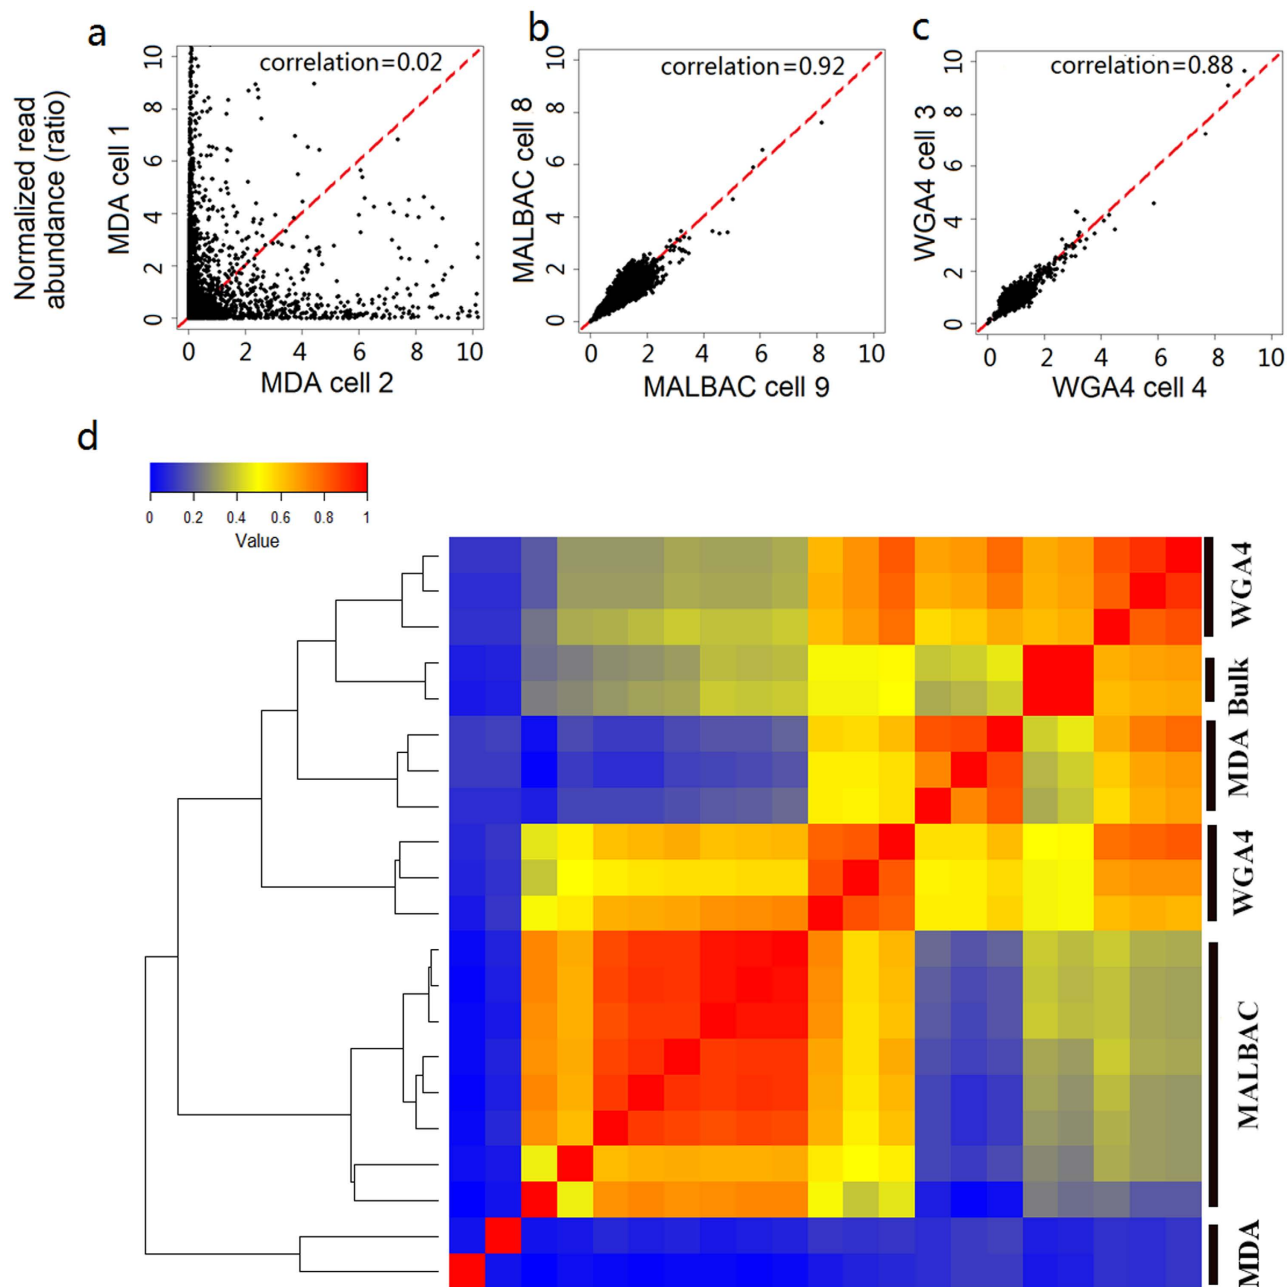 a
correlation=0.02
Normalized read
abundance (ratio)
MDA cell 1
0 2 4 6 8 10
0 2 4 6 8 10
MDA cell 2
b
correlation=0.92
MALBAC cell 8
0 2 4 6 8 10
0 2 4 6 8 10
MALBAC cell 9
c
correlation=0.88
WGA4 cell 3
0 2 4 6 8 10
0 2 4 6 8 10
WGA4 cell 4
d
0 0.2 0.4 0.6 0.8 1
Value
WGA4
Bulk
MDA
WGA4
MALBAC
MDA